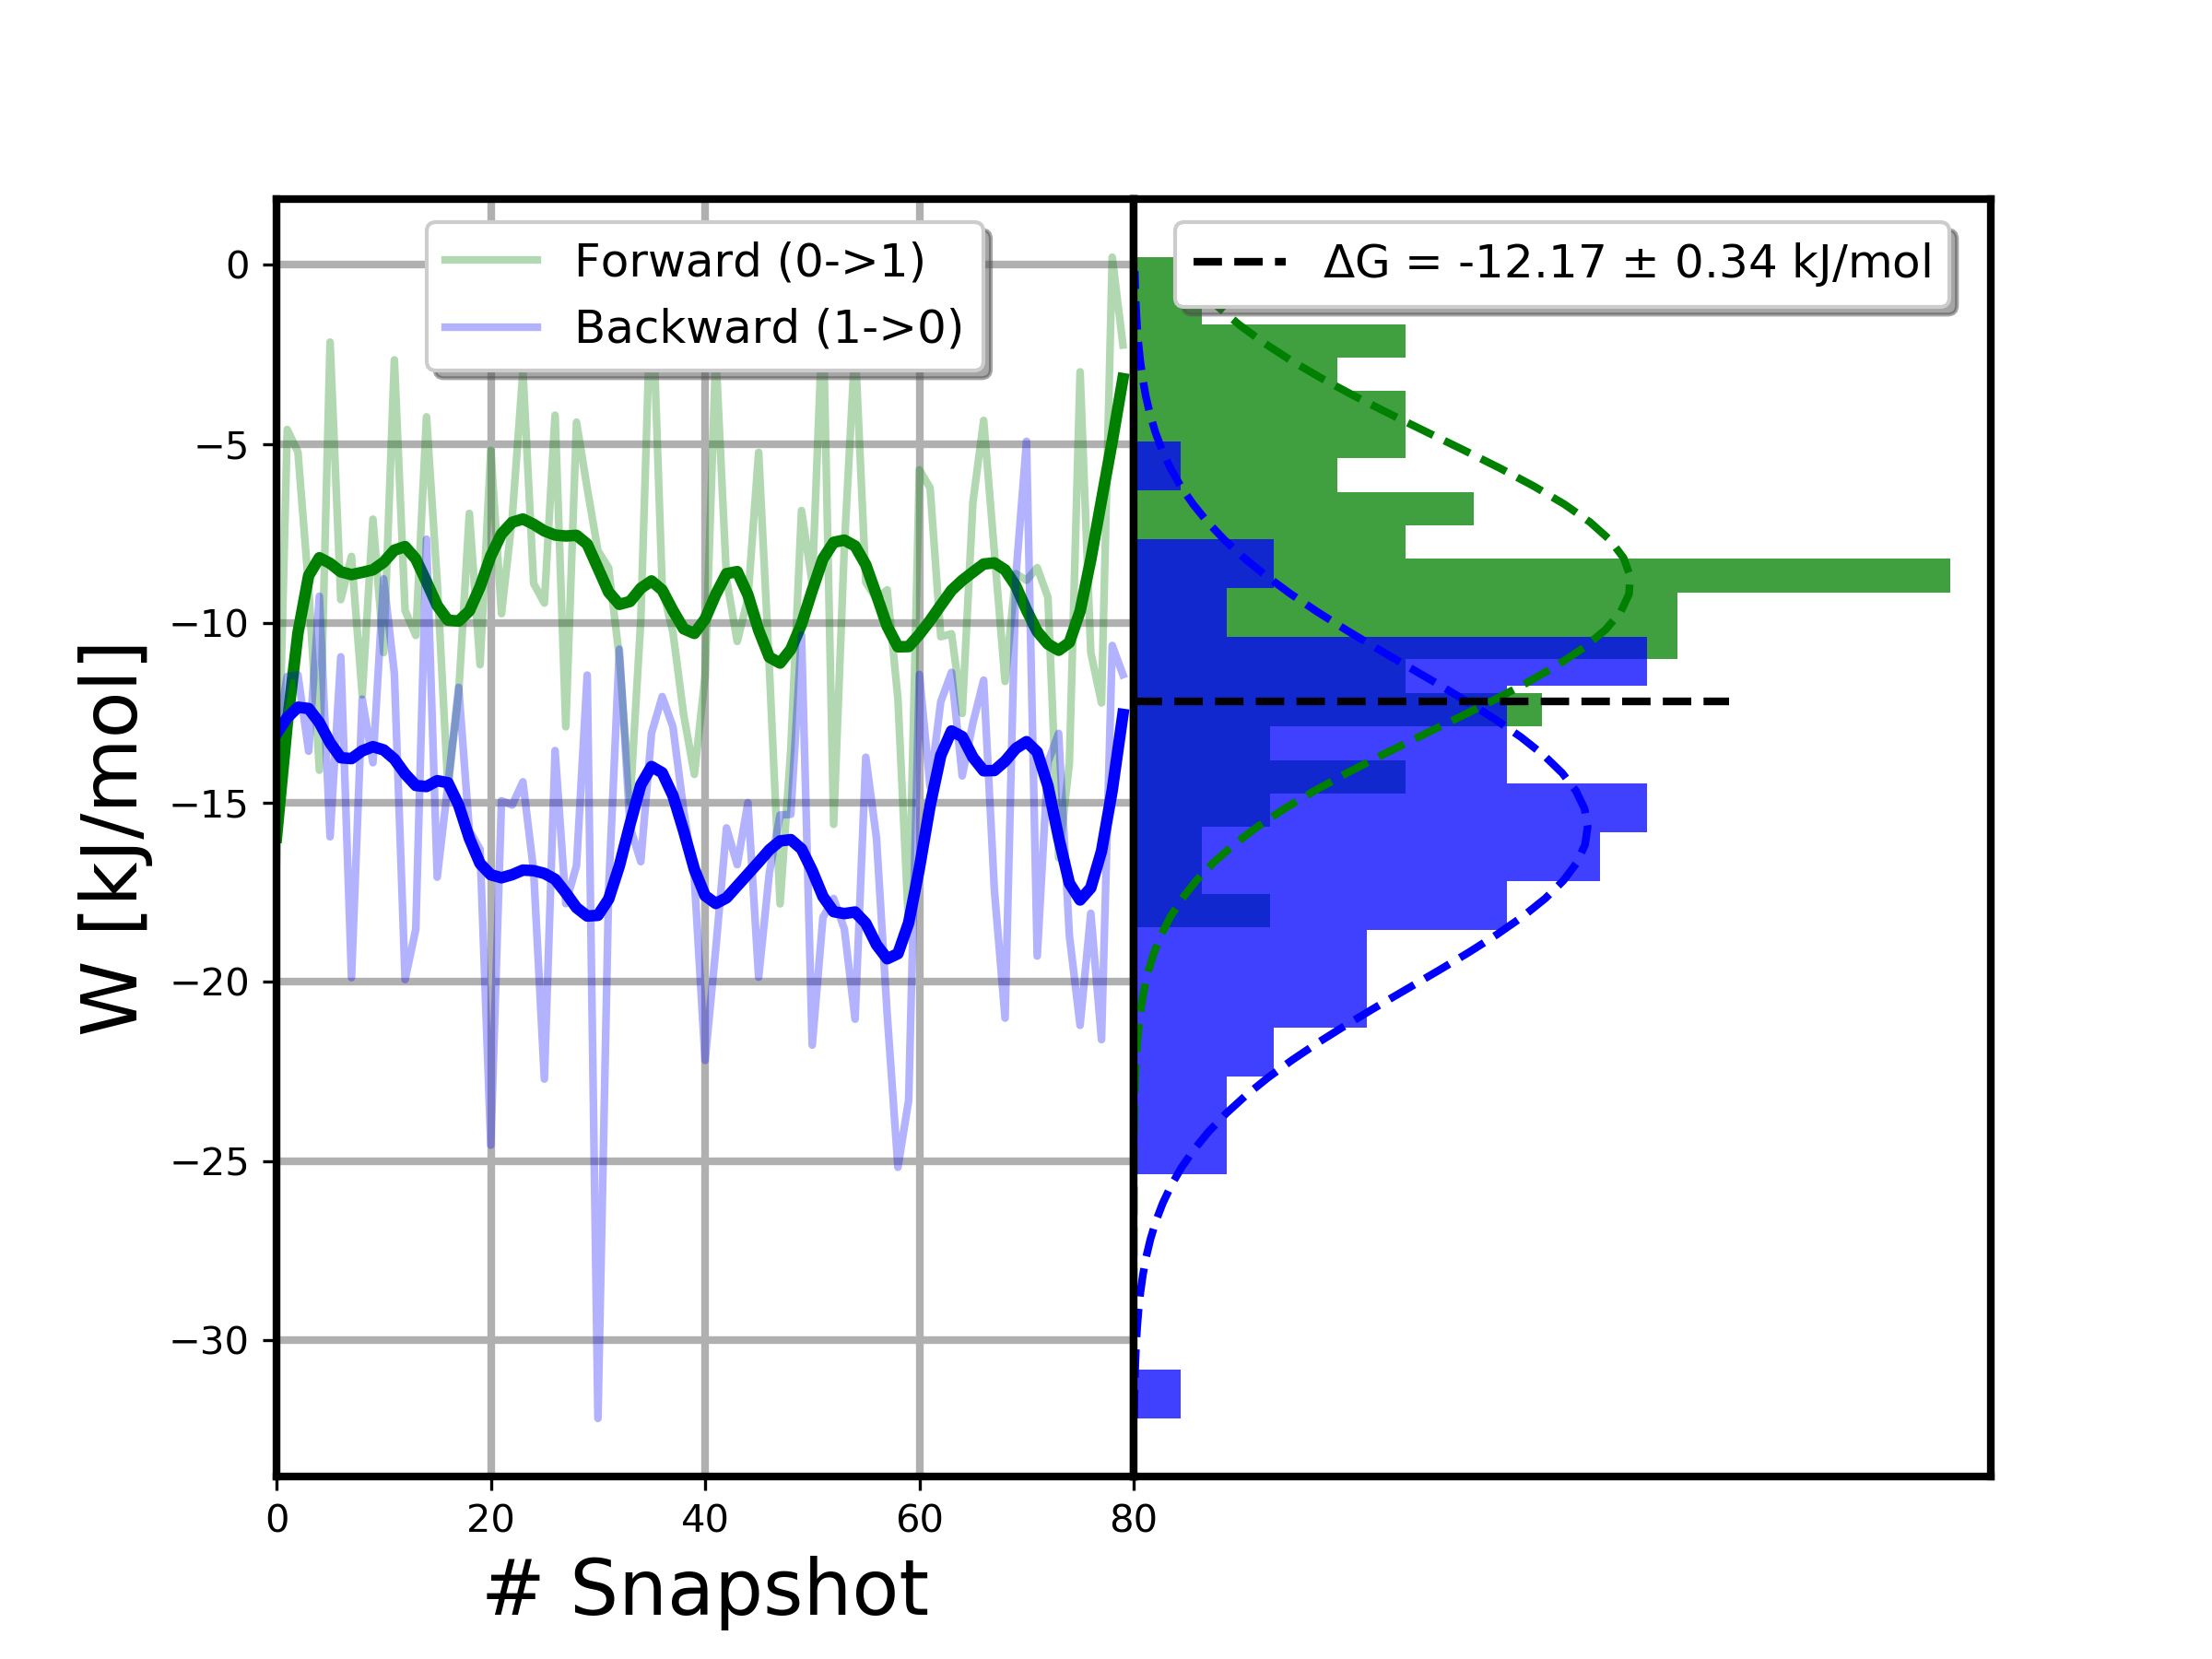 Forward (0->1)
Backward (1->0)
ΔG = -12.17 ± 0.34 kJ/mol
0
−5
−10
−15
−20
−25
−30
W [kJ/mol]
0 20 40 60 80
# Snapshot